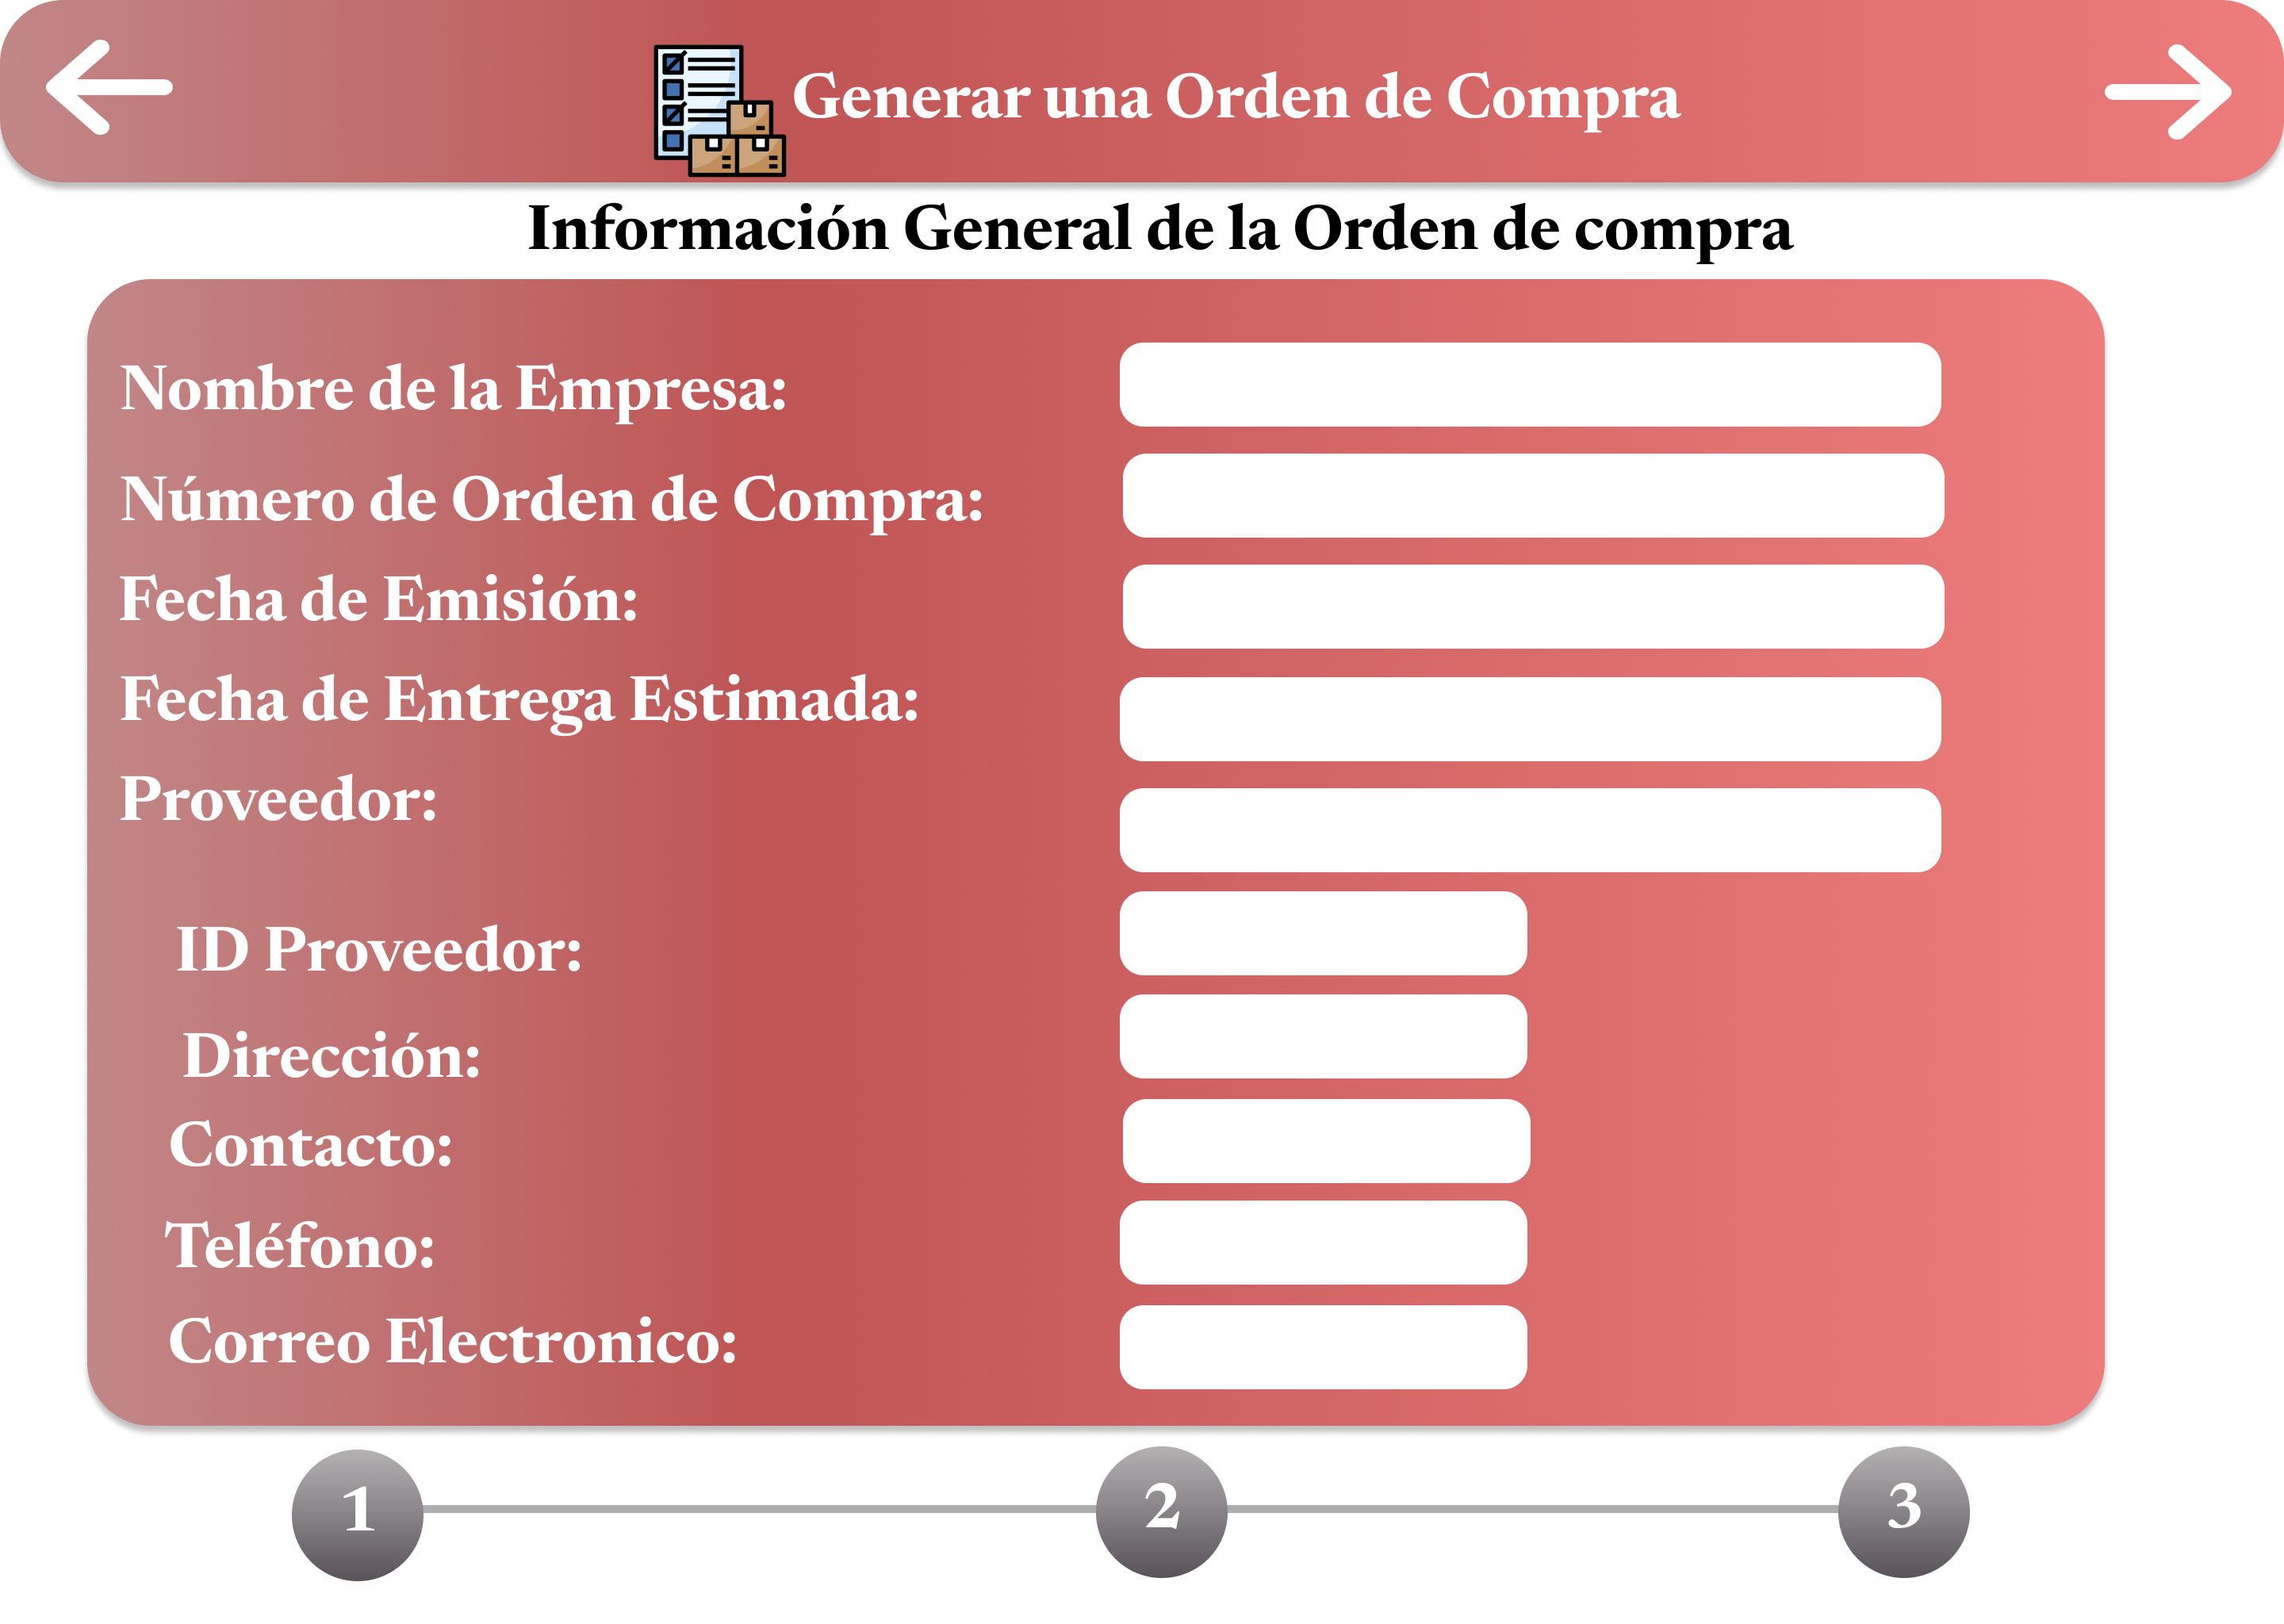 Generar una Orden de Compra
Información General de la Orden de compra
Nombre de la Empresa:
Número de Orden de Compra:
Fecha de Emisión:
Fecha de Entrega Estimada:
Proveedor:
ID Proveedor:
Dirección:
Contacto:
Teléfono:
Correo Electronico:
1 2 3